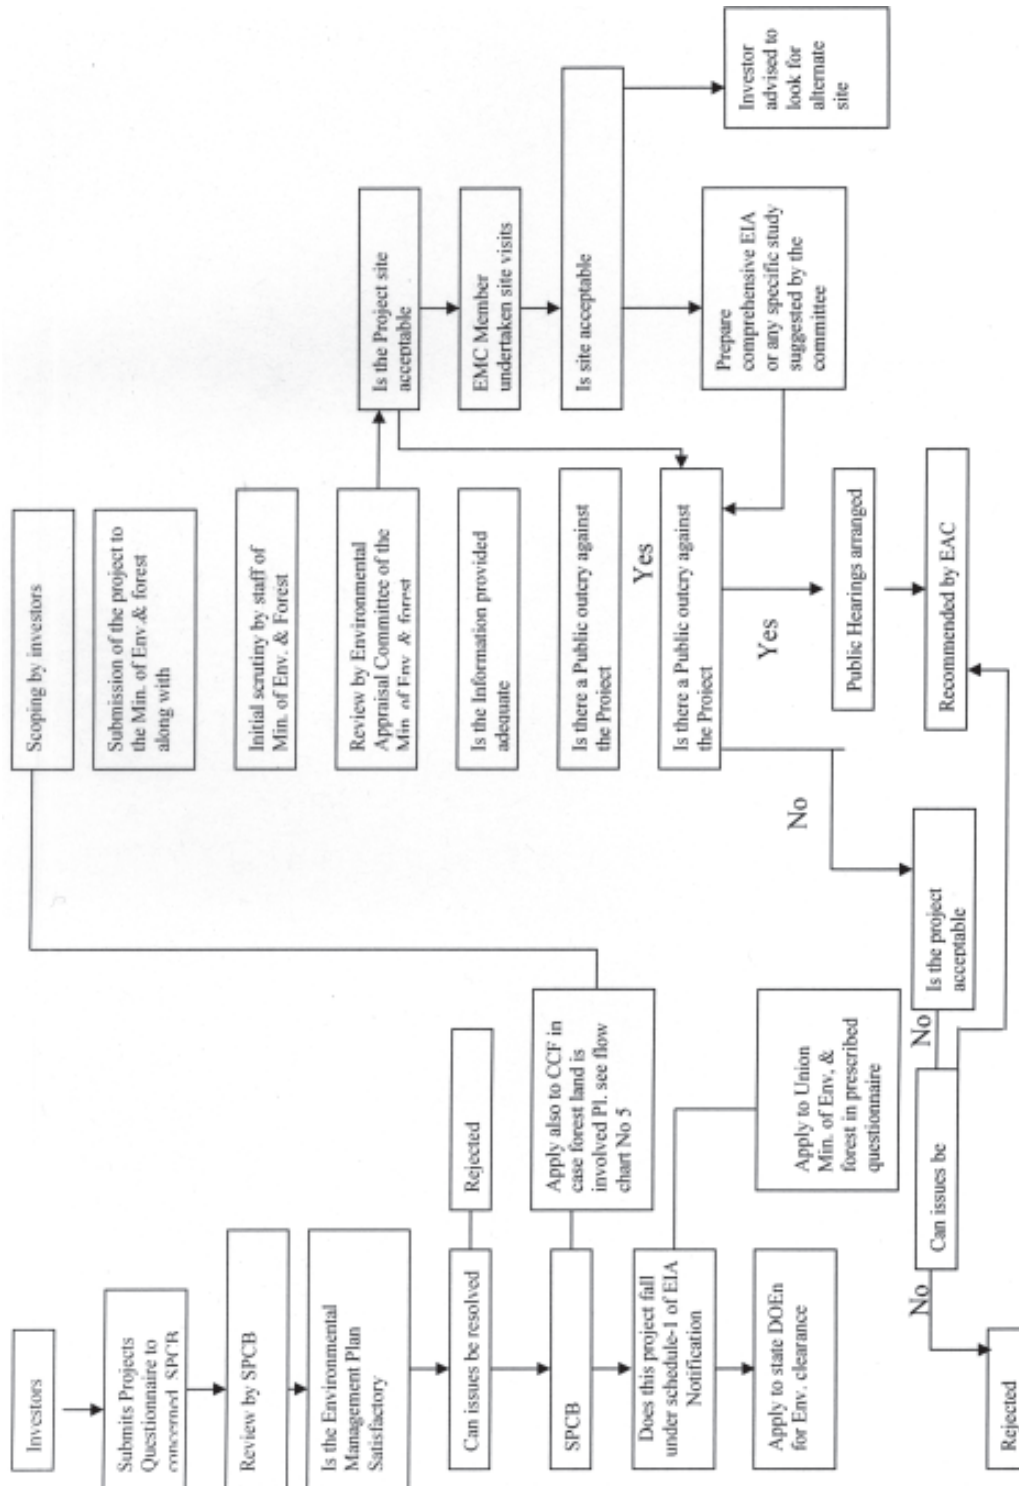 Investors
Submits Projects
Questionnaire to
concerned SPCB
Review by SPCB
Is the Environmental
Management Plan
Satisfactory
Can issues be resolved
Rejected
SPCB
Apply also to CCF in
case forest land is
involved Pl. see flow
chart No 5
Does this project fall
under schedule-1 of EIA
Notification
Apply to state DOEn
for Env. clearance
Apply to Union
Min. of Env, &
forest in prescribed
questionnaire
Scoping by investors
Submission of the project to
the Min. of Env.& forest
along with
Initial scrutiny by staff of
Min. of Env. & Forest
Review by Environmental
Appraisal Committee of the
Min of Env & forest
Is the Information provided
adequate
Is there a Public outcry against
the Project
Yes
Is there a Public outcry against
the Project
Yes
No
Is the Project site
acceptable
EMC Member
undertaken site visits
Is site acceptable
Investor
advised to
look for
alternate
site
Prepare
comprehensive EIA
or any specific study
suggested by the
committee
Public Hearings arranged
Recommended by EAC
Is the project
acceptable
No
Can issues be
No
Rejected